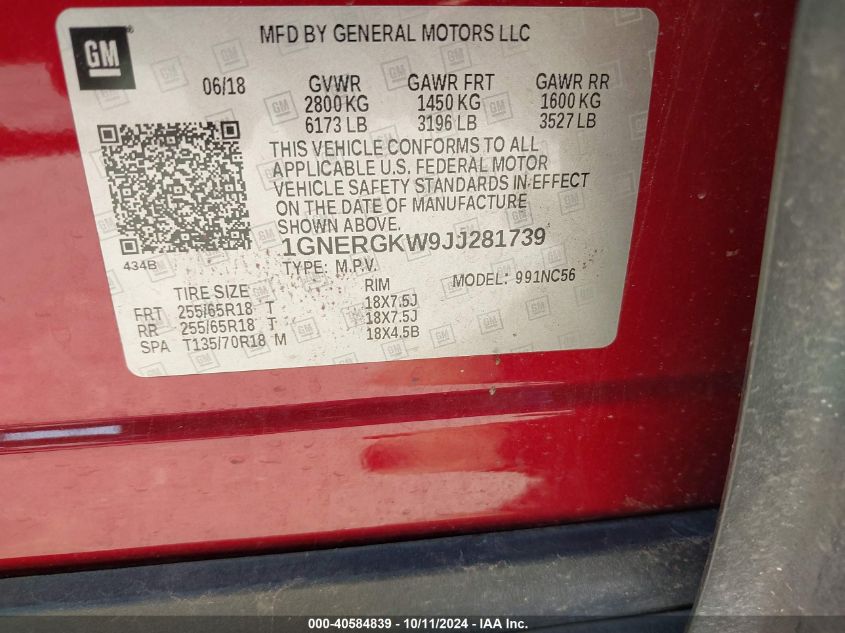 GM
MFD BY GENERAL MOTORS LLC
06/18 GVWR GAWR FRT GAWR RR
2800 KG 1450 KG 1600 KG
6173 LB 3196 LB 3527 LB
THIS VEHICLE CONFORMS TO ALL
APPLICABLE U.S. FEDERAL MOTOR
VEHICLE SAFETY STANDARDS IN EFFECT
ON THE DATE OF MANUFACTURE
SHOWN ABOVE.
434B 1GNERGKW9JJ281739
TYPE: M.P.V. MODEL: 991NC56
TIRE SIZE RIM
FRT 255/65R18 T 18X7.5J
RR 255/65R18 T 18X7.5J
SPA T135/70R18 M 18X4.5B
000-40584839 / 10/11/2024 - IAA Inc.